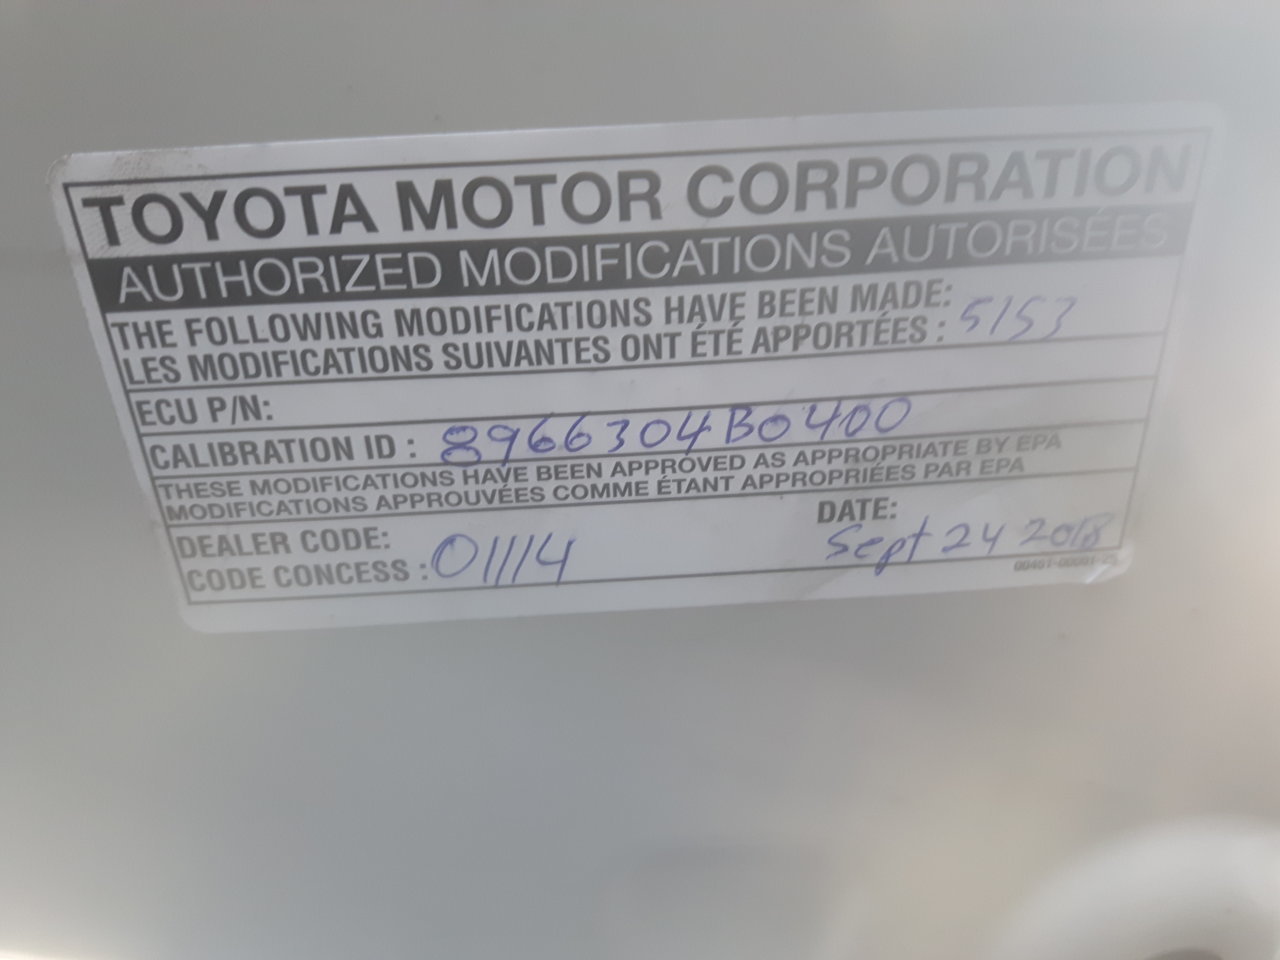 TOYOTA MOTOR CORPORATION
AUTHORIZED MODIFICATIONS AUTORISÉES
THE FOLLOWING MODIFICATIONS HAVE BEEN MADE:
LES MODIFICATIONS SUIVANTES ONT ÉTÉ APPORTÉES : 5153
ECU P/N:
CALIBRATION ID : 8966304B0400
THESE MODIFICATIONS HAVE BEEN APPROVED AS APPROPRIATE BY EPA
MODIFICATIONS APPROUVÉES COMME ÉTANT APPROPRIÉES PAR EPA
DEALER CODE:
CODE CONCESS : 01114
DATE:
Sept 24 2018